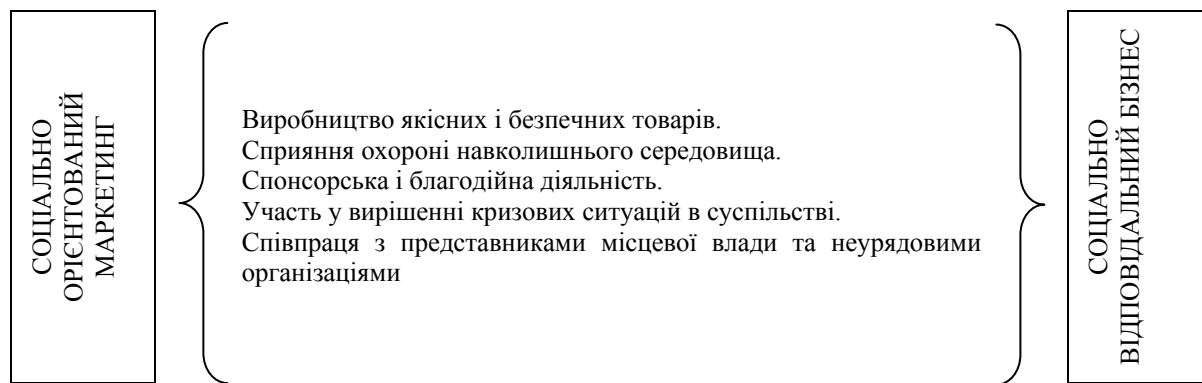 СОЦІАЛЬНО
ОРІЄНТОВАНИЙ
МАРКЕТИНГ
Виробництво якісних і безпечних товарів.
Сприяння охороні навколишнього середовища.
Спонсорська і благодійна діяльність.
Участь у вирішенні кризових ситуацій в суспільстві.
Співпраця з представниками місцевої влади та неурядовими
організаціями
СОЦІАЛЬНО
ВІДПОВІДАЛЬНИЙ БІЗНЕС